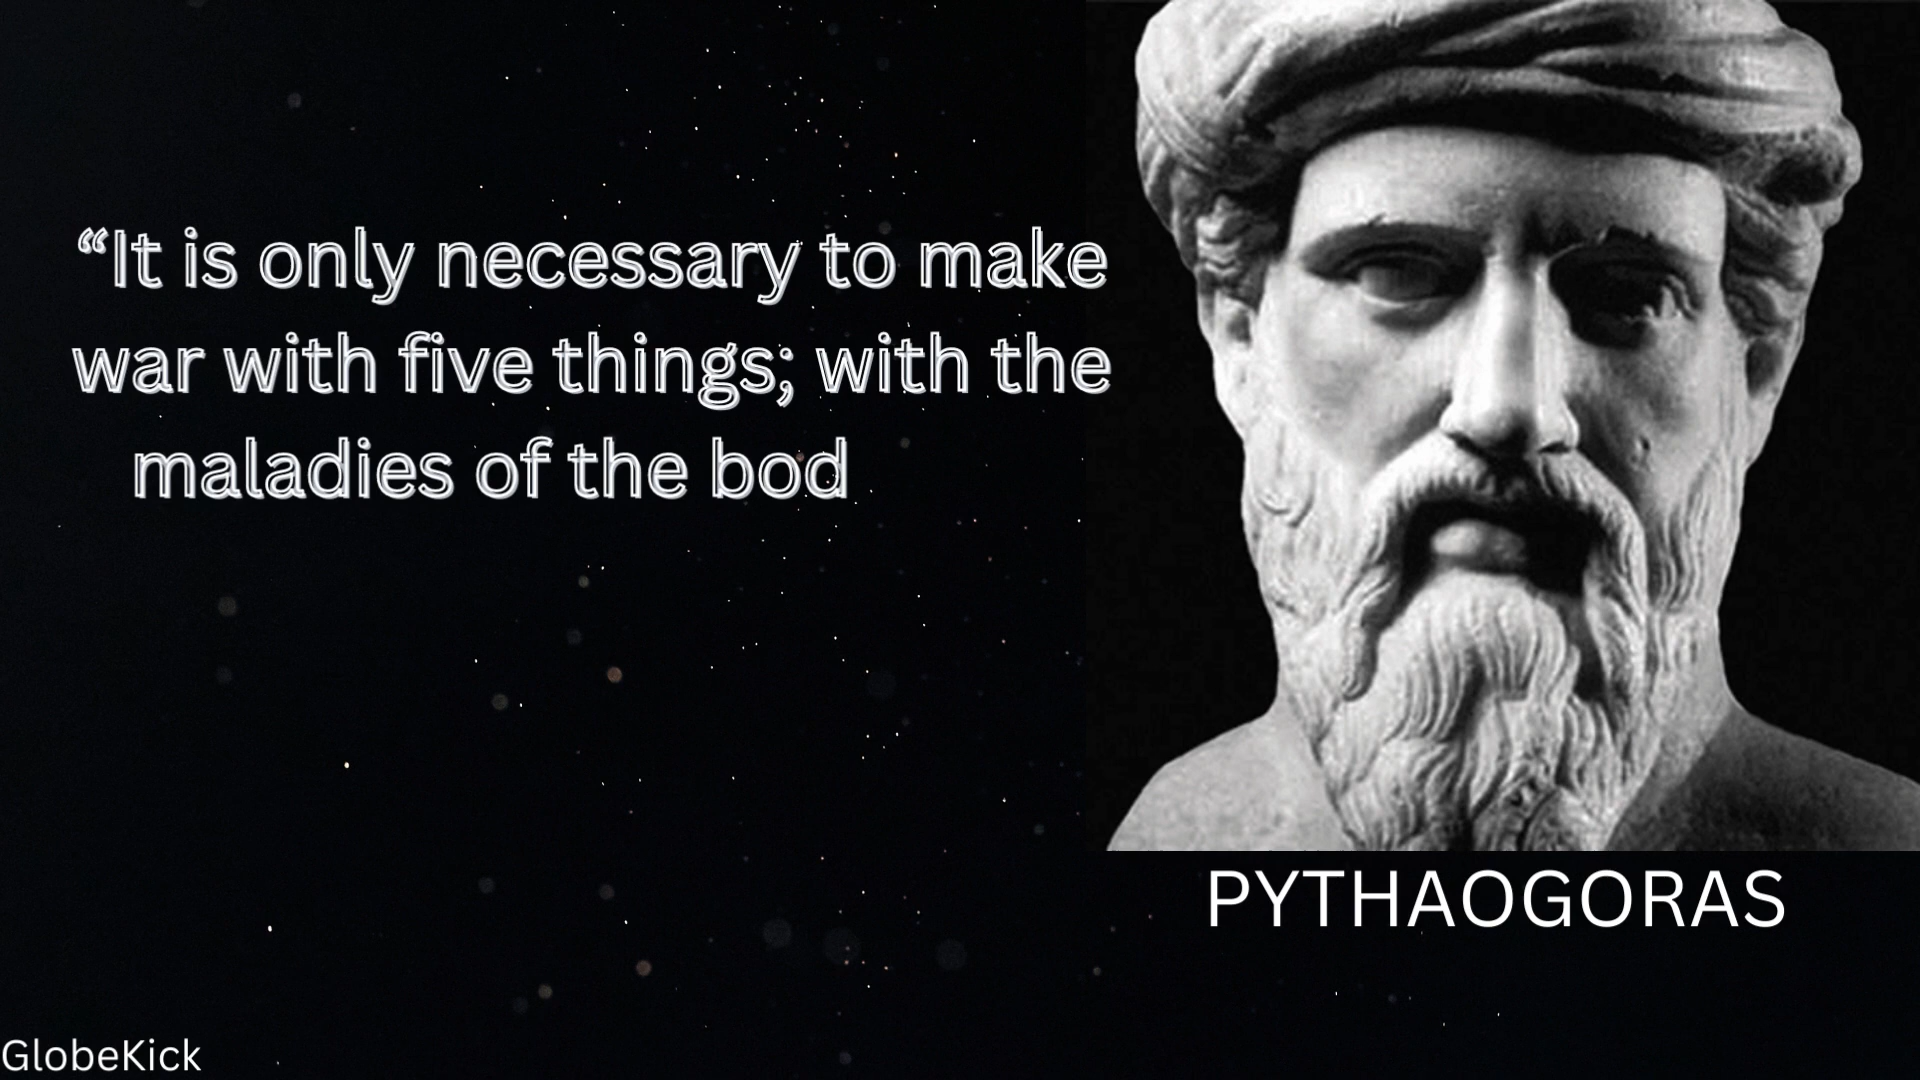 “It is only necessary to make
war with five things; with the
maladies of the bod
PYTHAOGORAS
GlobeKick